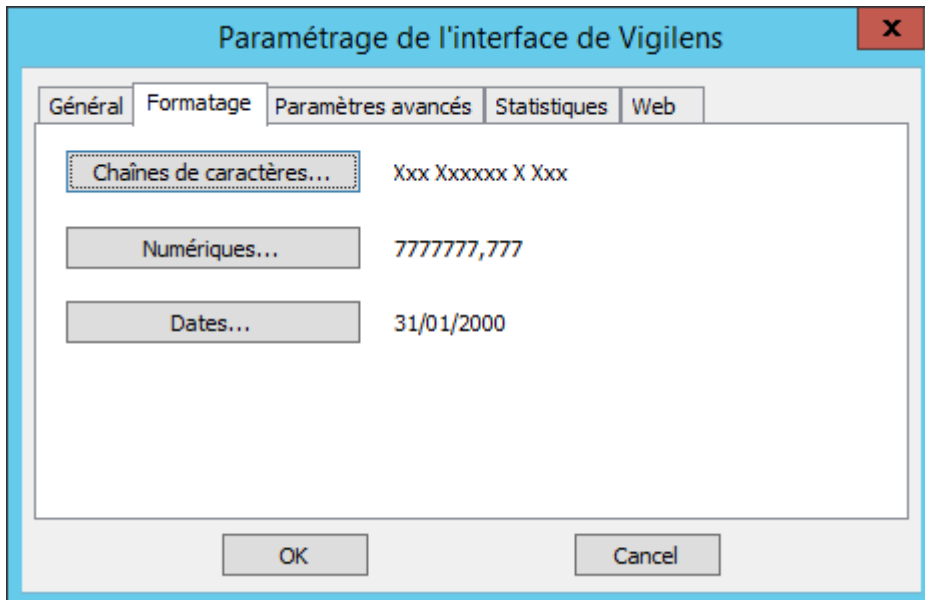 Paramétrage de l'interface de Vigilens
x
Général Formatage Paramètres avancés Statistiques Web
Chaînes de caractères... Xxx Xxxxxx X Xxx
Numériques... 7777777,777
Dates... 31/01/2000
OK Cancel